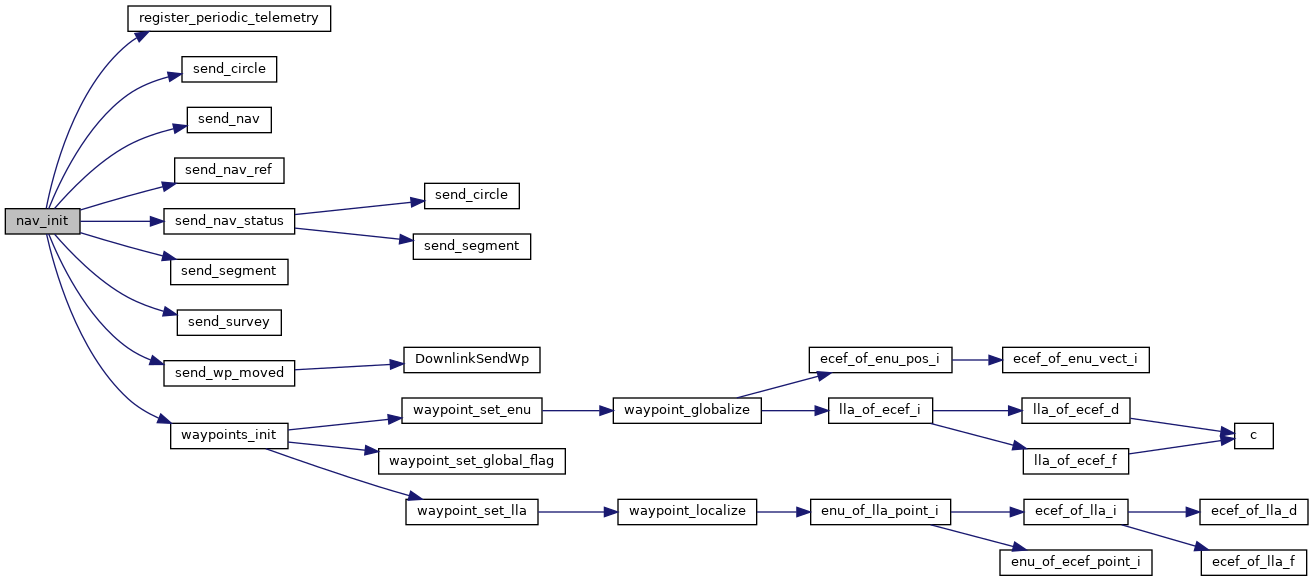 register_periodic_telemetry
send_circle
send_nav
send_nav_ref
nav_init
send_nav_status
send_circle
send_segment
send_segment
send_survey
send_wp_moved
DownlinkSendWp
waypoints_init
waypoint_set_enu
waypoint_globalize
ecef_of_enu_pos_i
ecef_of_enu_vect_i
lla_of_ecef_i
lla_of_ecef_d
lla_of_ecef_f
c
waypoint_set_global_flag
waypoint_set_lla
waypoint_localize
enu_of_lla_point_i
ecef_of_lla_i
ecef_of_lla_d
ecef_of_lla_f
enu_of_ecef_point_i